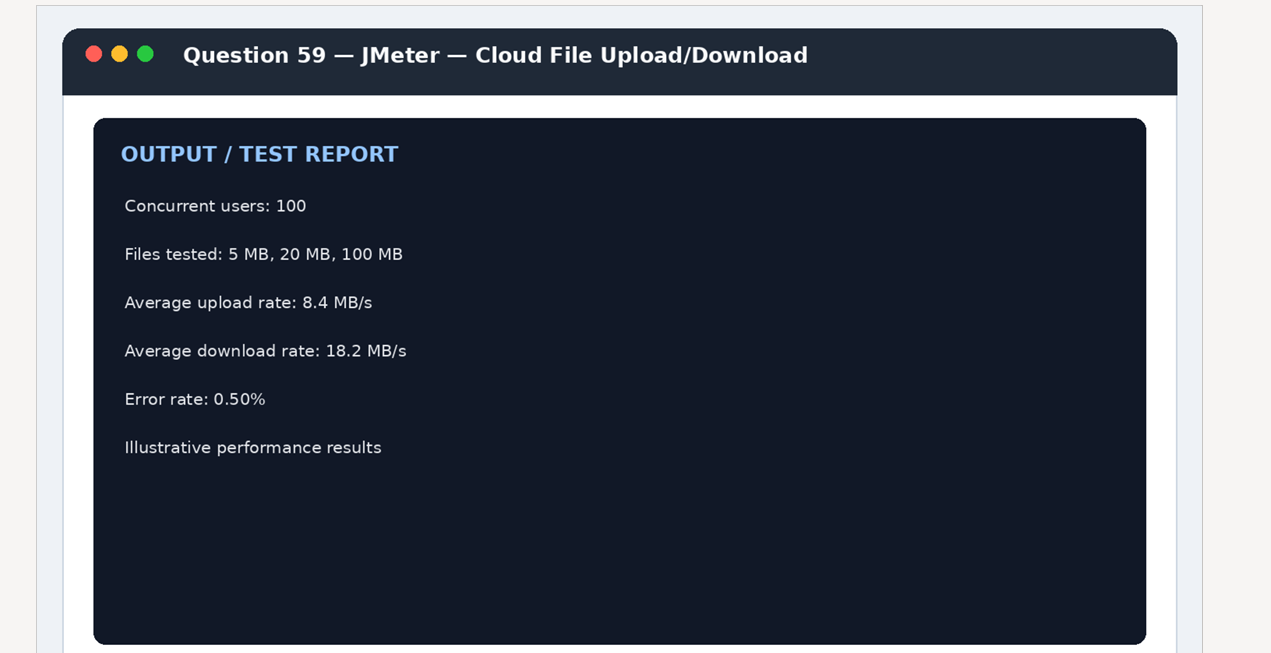 Question 59 — JMeter — Cloud File Upload/Download
OUTPUT / TEST REPORT
Concurrent users: 100
Files tested: 5 MB, 20 MB, 100 MB
Average upload rate: 8.4 MB/s
Average download rate: 18.2 MB/s
Error rate: 0.50%
Illustrative performance results